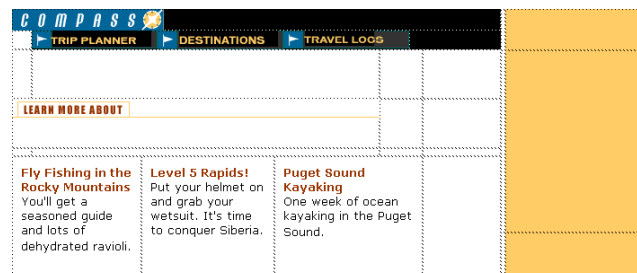 COMPASS
TRIP PLANNER DESTINATIONS TRAVEL LOGS
LEARN MORE ABOUT
Fly Fishing in the
Rocky Mountains
You'll get a
seasoned guide
and lots of
dehydrated ravioli.
Level 5 Rapids!
Put your helmet on
and grab your
wetsuit. It's time
to conquer Siberia.
Puget Sound
Kayaking
One week of ocean
kayaking in the Puget
Sound.